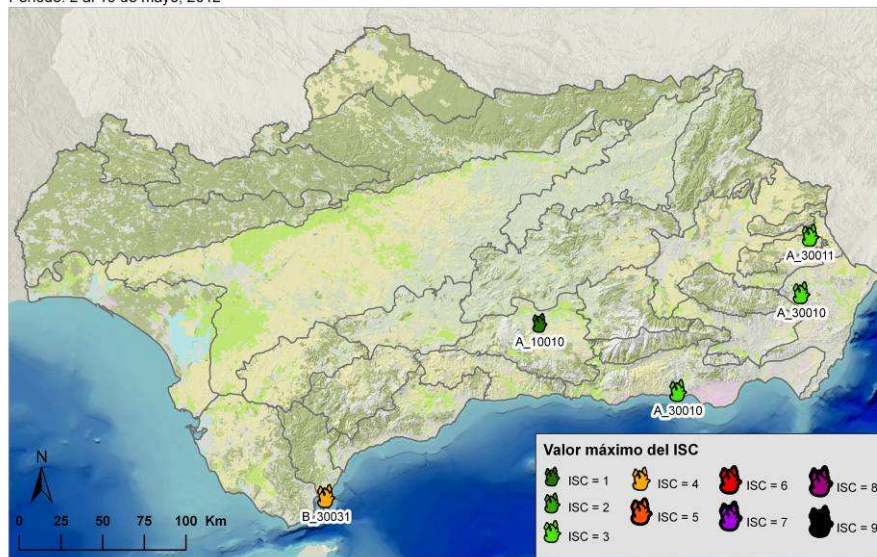 A_30011
A_30010
A_10010
A_30010
B_30031
N
0 25 50 75 100 Km
Valor máximo del ISC
ISC = 1 ISC = 4 ISC = 6 ISC = 8
ISC = 2 ISC = 5 ISC = 7 ISC = 9
ISC = 3